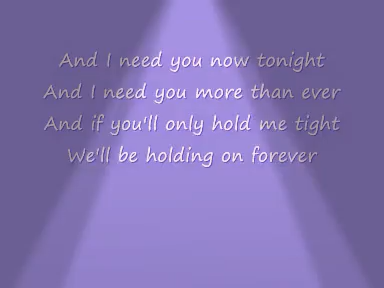 And I need you now tonight
And I need you more than ever
And if you'll only hold me tight
We'll be holding on forever